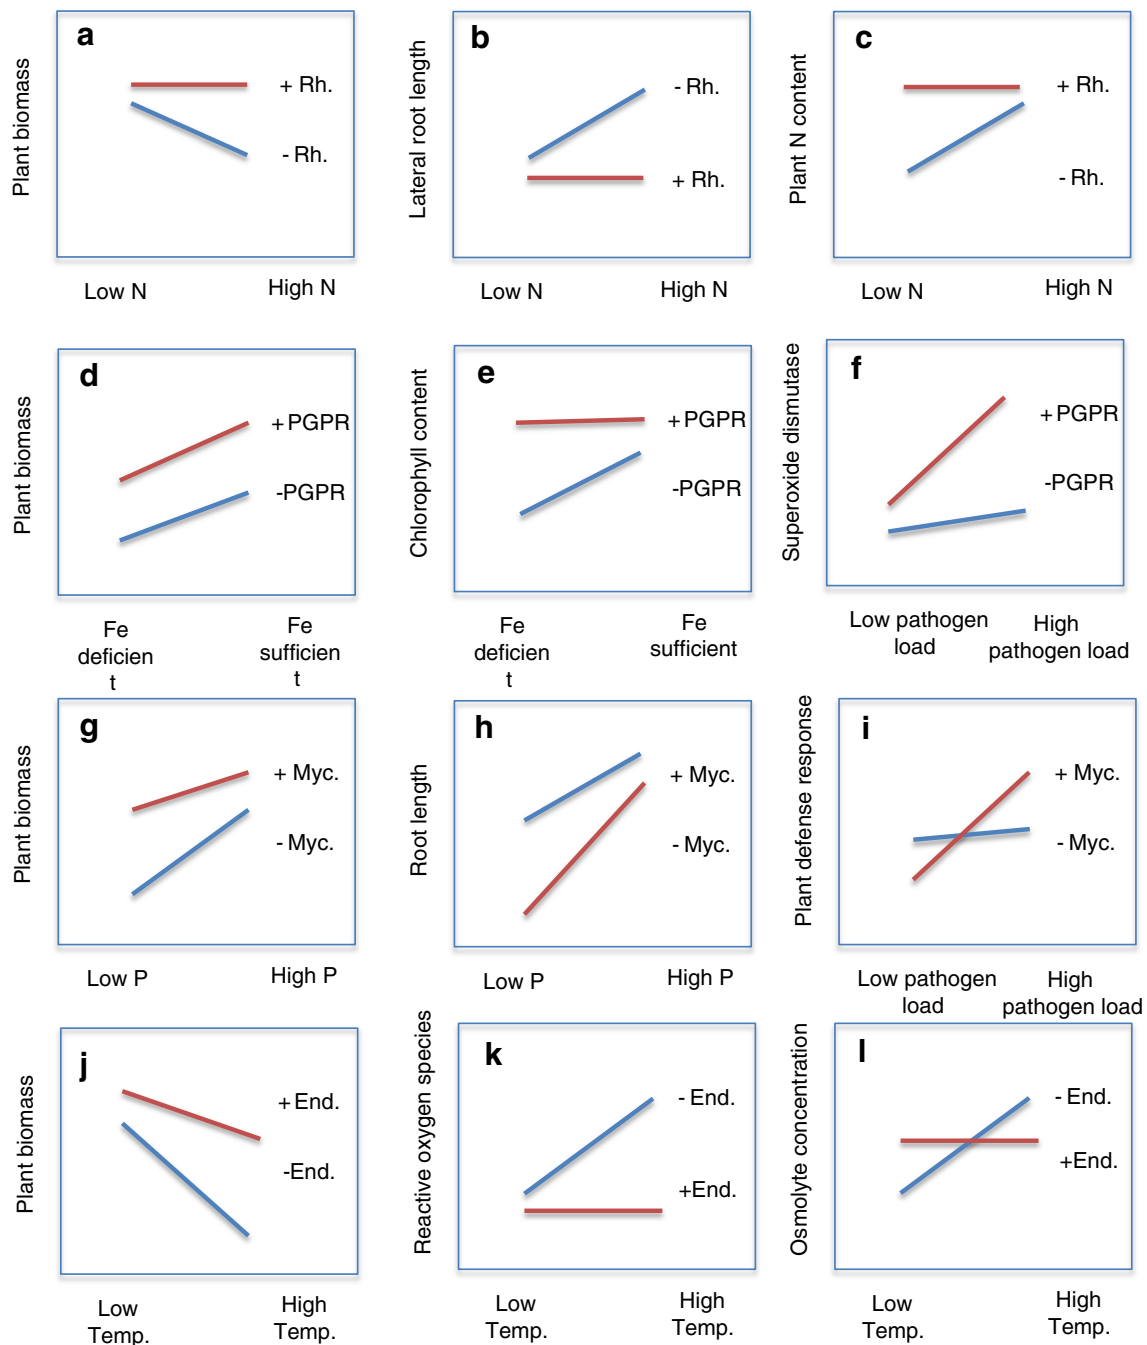 a
Plant biomass
+ Rh.
- Rh.
Low N
High N
b
Lateral root length
- Rh.
+ Rh.
Low N
High N
c
Plant N content
+ Rh.
- Rh.
Low N
High N
d
Plant biomass
+ PGPR
-PGPR
Fe
deficien
t
Fe
sufficien
t
e
Chlorophyll content
+ PGPR
-PGPR
Fe
deficien
t
Fe
sufficient
f
Superoxide dismutase
+ PGPR
-PGPR
Low pathogen
load
High
pathogen load
g
Plant biomass
+ Myc.
- Myc.
Low P
High P
h
Root length
+ Myc.
- Myc.
Low P
High P
i
Plant defense response
+ Myc.
- Myc.
Low pathogen
load
High
pathogen load
j
Plant biomass
+ End.
-End.
Low
Temp.
High
Temp.
k
Reactive oxygen species
- End.
+End.
Low
Temp.
High
Temp.
l
Osmolyte concentration
- End.
+End.
Low
Temp.
High
Temp.